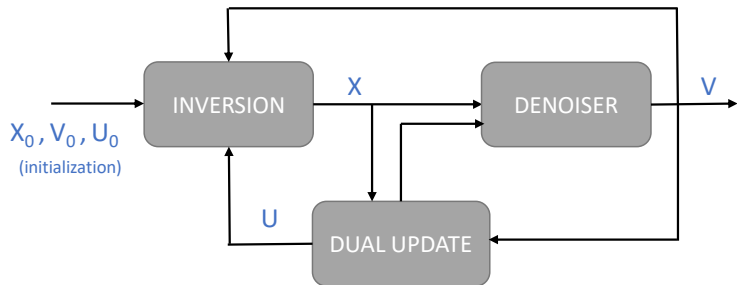 INVERSION
X
DENOISER
V
X₀ , V₀ , U₀
(initialization)
U
DUAL UPDATE